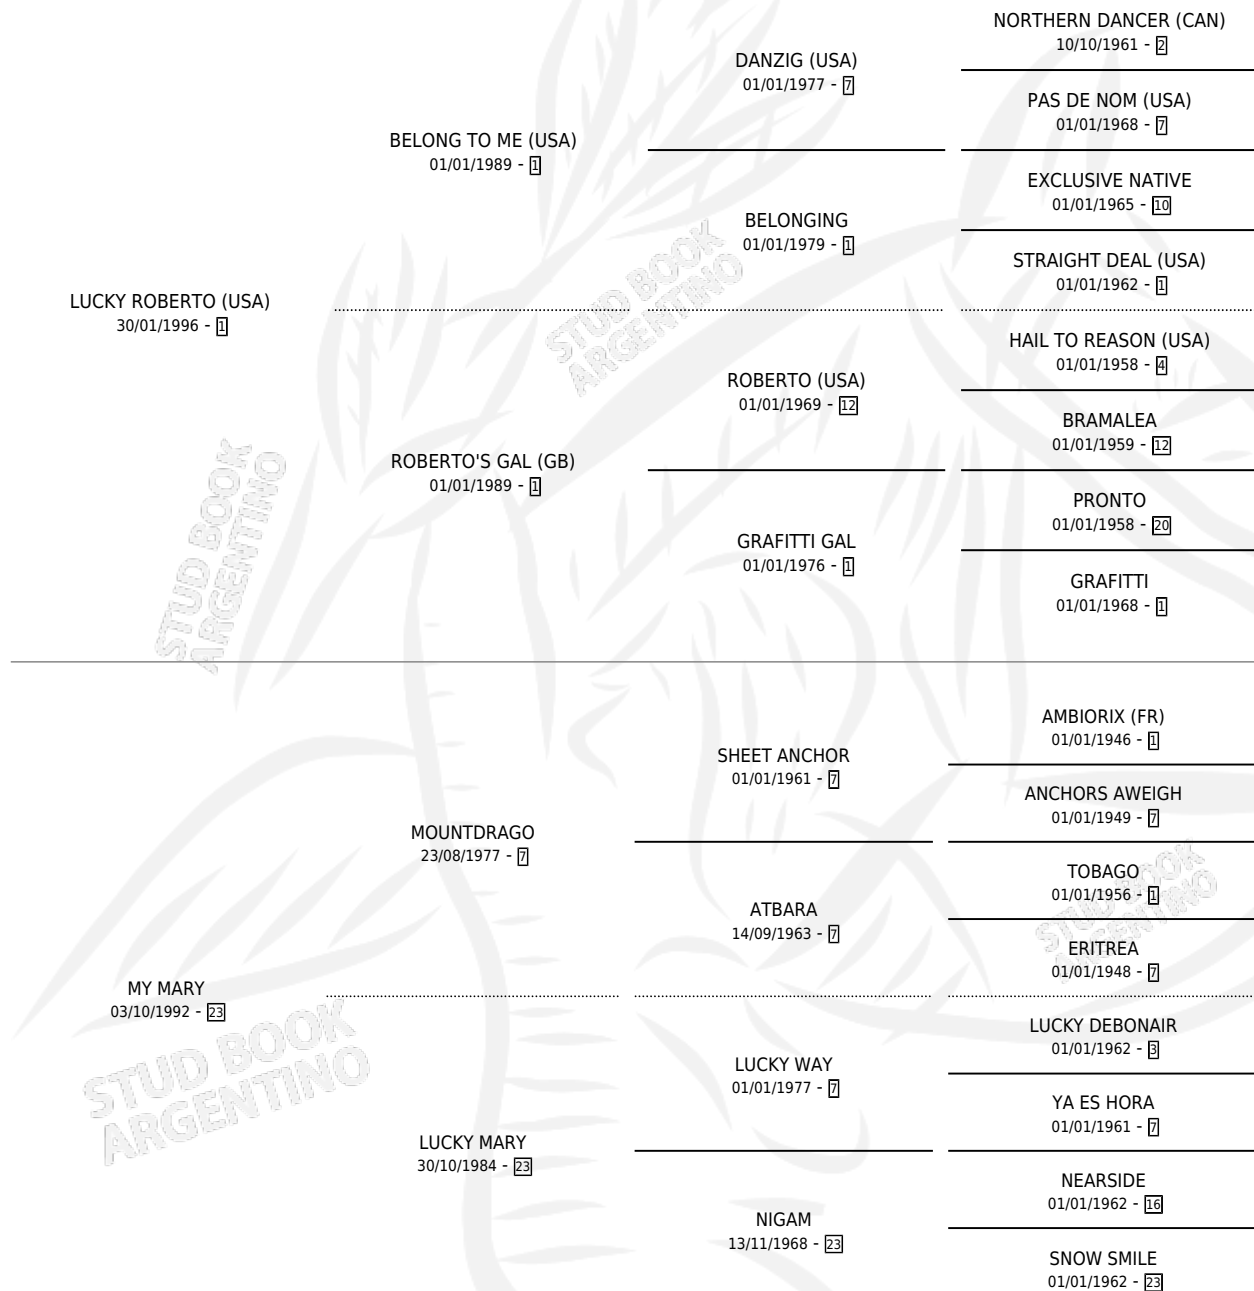 NORTHERN DANCER (CAN)
10/10/1961 - 2
DANZIG (USA)
01/01/1977 - 7
PAS DE NOM (USA)
01/01/1968 - 7
BELONG TO ME (USA)
01/01/1989 - 1
EXCLUSIVE NATIVE
01/01/1965 - 10
BELONGING
01/01/1979 - 1
STRAIGHT DEAL (USA)
01/01/1962 - 1
LUCKY ROBERTO (USA)
30/01/1996 - 1
STUD BOOK
ARGENTINO
HAIL TO REASON (USA)
01/01/1958 - 4
ROBERTO (USA)
01/01/1969 - 12
BRAMALEA
01/01/1959 - 12
ROBERTO'S GAL (GB)
01/01/1989 - 1
PRONTO
01/01/1958 - 20
GRAFITTI GAL
01/01/1976 - 1
GRAFITTI
01/01/1968 - 1
STUD BOOK
ARGENTINO
AMBIORIX (FR)
01/01/1946 - 1
SHEET ANCHOR
01/01/1961 - 7
ANCHORS AWEIGH
01/01/1949 - 7
MOUNTDRAGO
23/08/1977 - 7
TOBAGO
01/01/1956 - 1
ATBARA
14/09/1963 - 7
STUD BOOK
ARGENTINO
ERITREA
01/01/1948 - 7
MY MARY
03/10/1992 - 23
LUCKY DEBONAIR
01/01/1962 - 3
LUCKY WAY
01/01/1977 - 7
YA ES HORA
01/01/1961 - 7
STUD BOOK
ARGENTINO
LUCKY MARY
30/10/1984 - 23
NEARSIDE
01/01/1962 - 16
NIGAM
13/11/1968 - 23
SNOW SMILE
01/01/1962 - 23